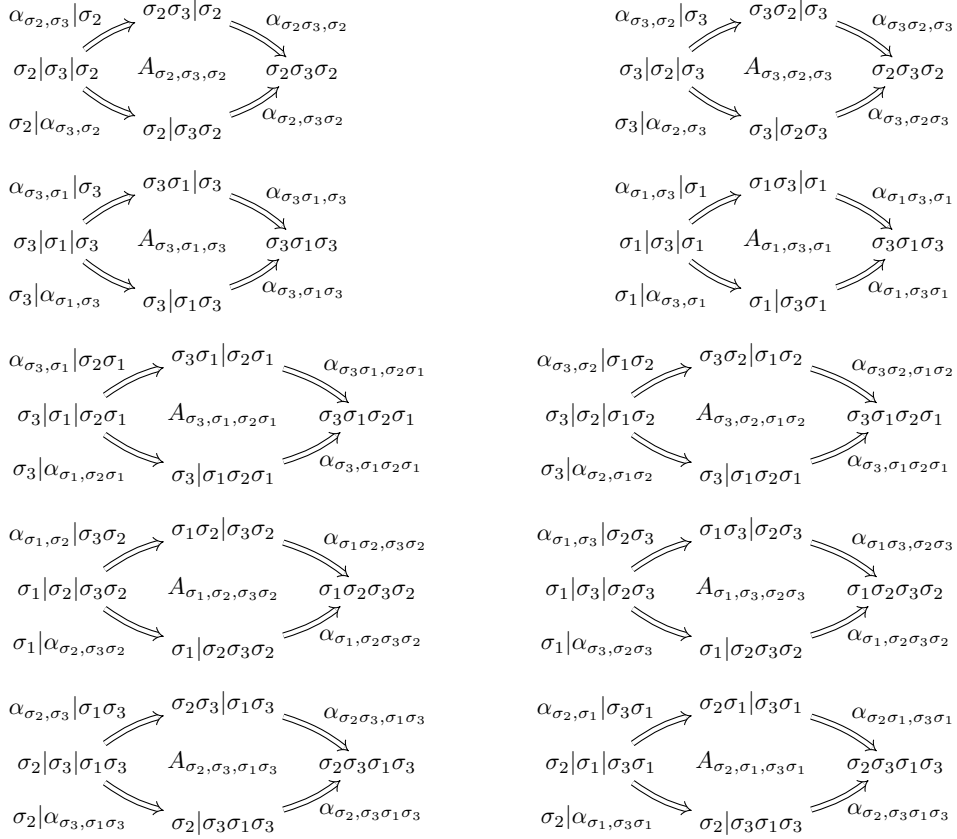 α_{σ₂,σ₃}|σ₂ σ₂σ₃|σ₂ α_{σ₂σ₃,σ₂} α_{σ₃,σ₂}|σ₃ σ₃σ₂|σ₃ α_{σ₃σ₂,σ₃}
σ₂|σ₃|σ₂ A_{σ₂,σ₃,σ₂} σ₂σ₃σ₂ σ₃|σ₂|σ₃ A_{σ₃,σ₂,σ₃} σ₂σ₃σ₂
σ₂|α_{σ₃,σ₂} σ₂|σ₃σ₂ α_{σ₂,σ₃σ₂} σ₃|α_{σ₂,σ₃} σ₃|σ₂σ₃ α_{σ₃,σ₂σ₃}
α_{σ₃,σ₁}|σ₃ σ₃σ₁|σ₃ α_{σ₃σ₁,σ₃} α_{σ₁,σ₃}|σ₁ σ₁σ₃|σ₁ α_{σ₁σ₃,σ₁}
σ₃|σ₁|σ₃ A_{σ₃,σ₁,σ₃} σ₃σ₁σ₃ σ₁|σ₃|σ₁ A_{σ₁,σ₃,σ₁} σ₃σ₁σ₃
σ₃|α_{σ₁,σ₃} σ₃|σ₁σ₃ α_{σ₃,σ₁σ₃} σ₁|α_{σ₃,σ₁} σ₁|σ₃σ₁ α_{σ₁,σ₃σ₁}
α_{σ₃,σ₁}|σ₂σ₁ σ₃σ₁|σ₂σ₁ α_{σ₃σ₁,σ₂σ₁} α_{σ₃,σ₂}|σ₁σ₂ σ₃σ₂|σ₁σ₂ α_{σ₃σ₂,σ₁σ₂}
σ₃|σ₁|σ₂σ₁ A_{σ₃,σ₁,σ₂σ₁} σ₃σ₁σ₂σ₁ σ₃|σ₂|σ₁σ₂ A_{σ₃,σ₂,σ₁σ₂} σ₃σ₁σ₂σ₁
σ₃|α_{σ₁,σ₂σ₁} σ₃|σ₁σ₂σ₁ α_{σ₃,σ₁σ₂σ₁} σ₃|α_{σ₂,σ₁σ₂} σ₃|σ₁σ₂σ₁ α_{σ₃,σ₁σ₂σ₁}
α_{σ₁,σ₂}|σ₃σ₂ σ₁σ₂|σ₃σ₂ α_{σ₁σ₂,σ₃σ₂} α_{σ₁,σ₃}|σ₂σ₃ σ₁σ₃|σ₂σ₃ α_{σ₁σ₃,σ₂σ₃}
σ₁|σ₂|σ₃σ₂ A_{σ₁,σ₂,σ₃σ₂} σ₁σ₂σ₃σ₂ σ₁|σ₃|σ₂σ₃ A_{σ₁,σ₃,σ₂σ₃} σ₁σ₂σ₃σ₂
σ₁|α_{σ₂,σ₃σ₂} σ₁|σ₂σ₃σ₂ α_{σ₁,σ₂σ₃σ₂} σ₁|α_{σ₃,σ₂σ₃} σ₁|σ₂σ₃σ₂ α_{σ₁,σ₂σ₃σ₂}
α_{σ₂,σ₃}|σ₁σ₃ σ₂σ₃|σ₁σ₃ α_{σ₂σ₃,σ₁σ₃} α_{σ₂,σ₁}|σ₃σ₁ σ₂σ₁|σ₃σ₁ α_{σ₂σ₁,σ₃σ₁}
σ₂|σ₃|σ₁σ₃ A_{σ₂,σ₃,σ₁σ₃} σ₂σ₃σ₁σ₃ σ₂|σ₁|σ₃σ₁ A_{σ₂,σ₁,σ₃σ₁} σ₂σ₃σ₁σ₃
σ₂|α_{σ₃,σ₁σ₃} σ₂|σ₃σ₁σ₃ α_{σ₂,σ₃σ₁σ₃} σ₂|α_{σ₁,σ₃σ₁} σ₂|σ₃σ₁σ₃ α_{σ₂,σ₃σ₁σ₃}